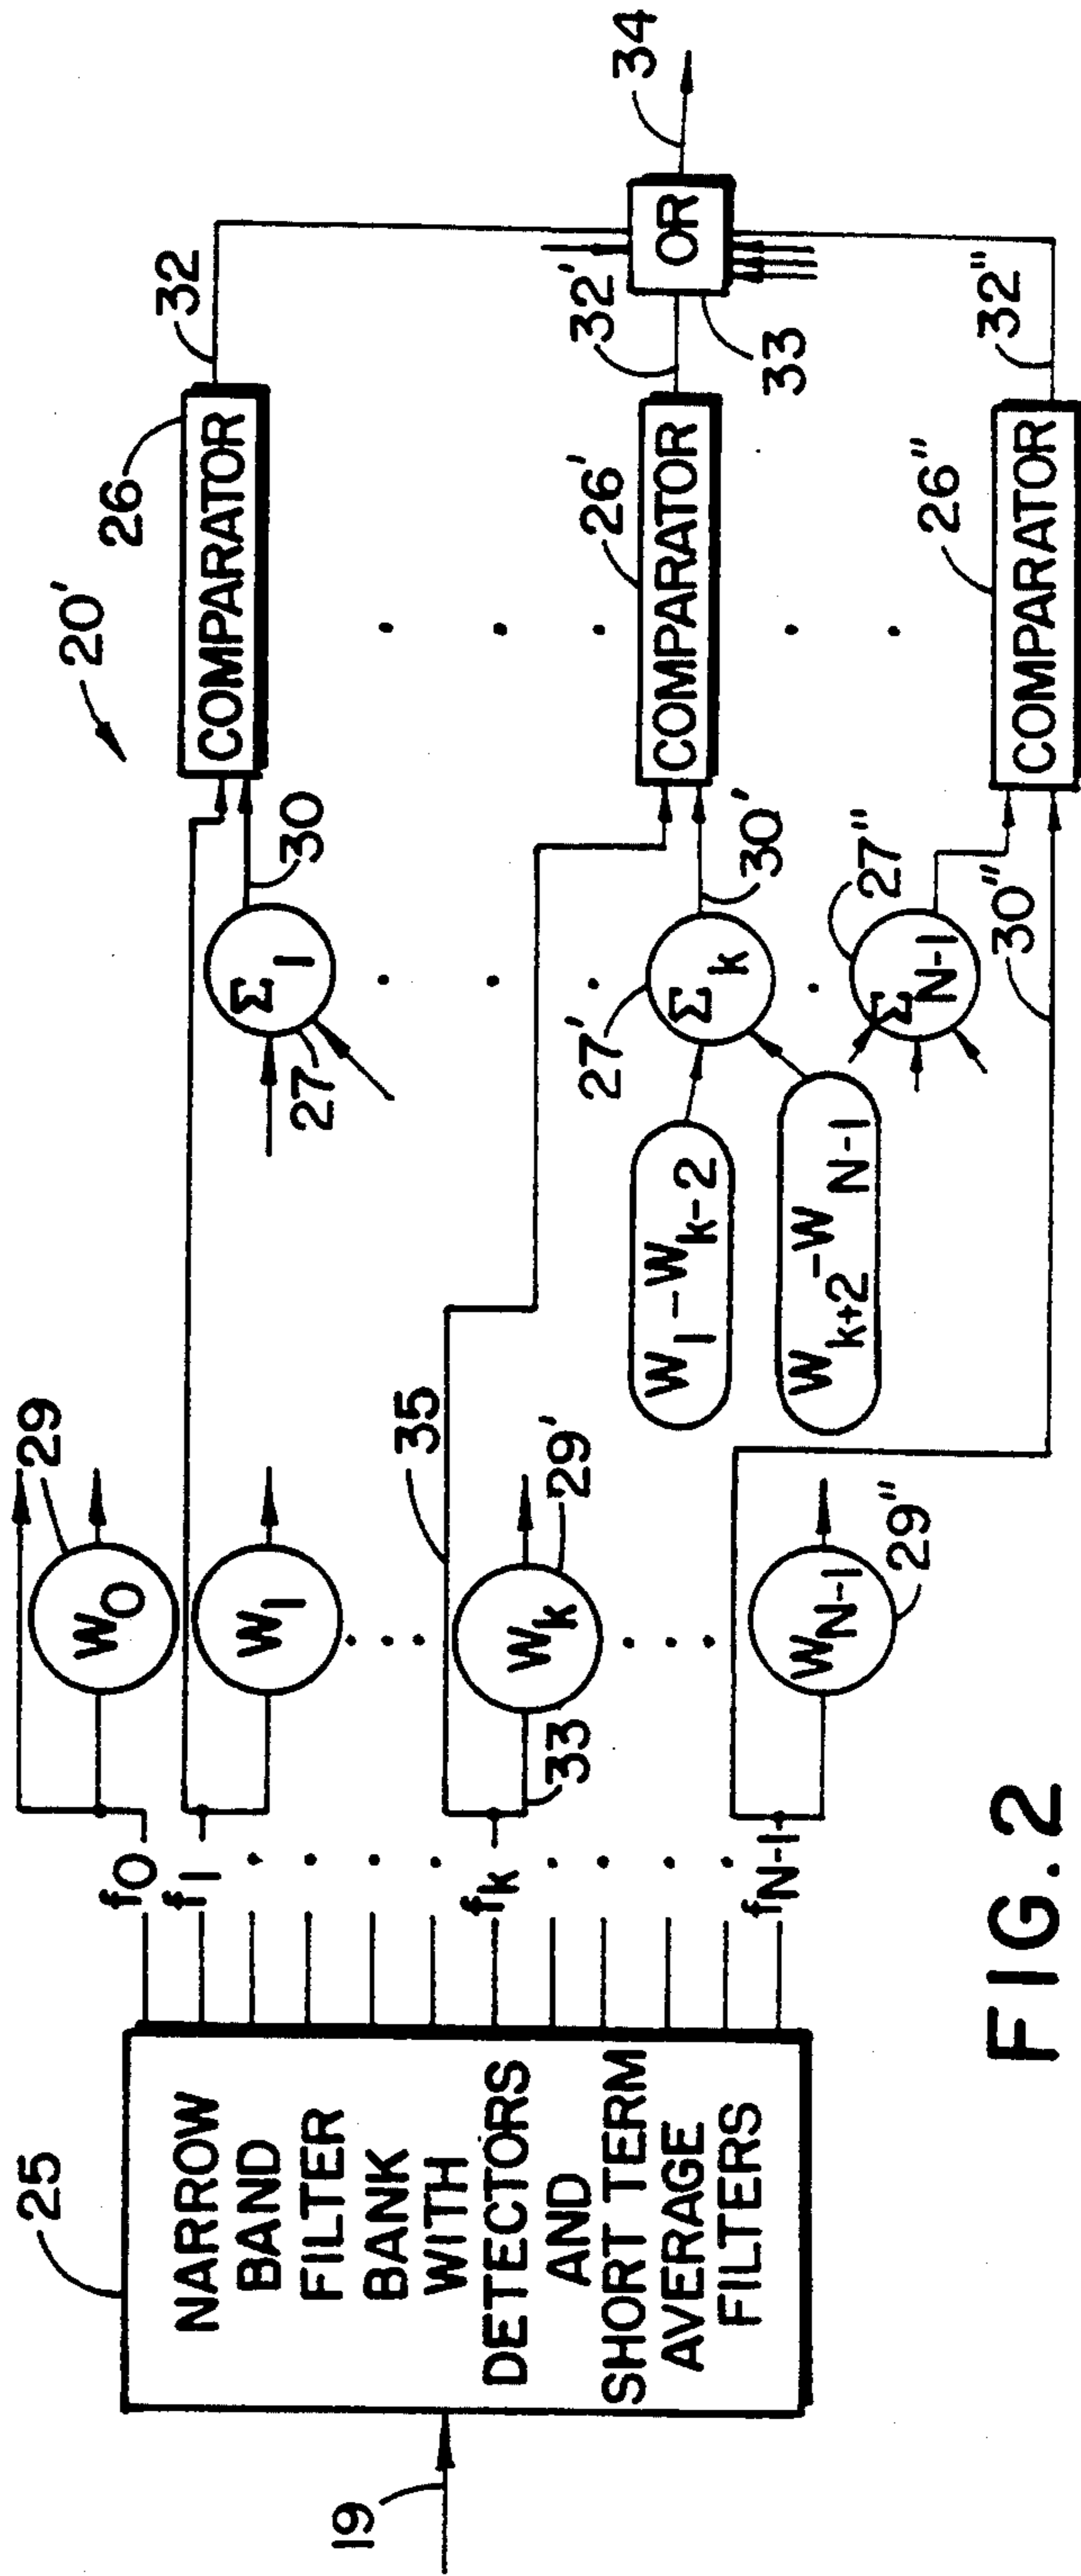 20'
19
25
NARROW
BAND
FILTER
BANK
WITH
DETECTORS
AND
SHORT TERM
AVERAGE
FILTERS
f0
f1
fk
fN-1
W0
29
W1
35
33
Wk
29'
WN-1
29"
Σ1
27
30
W1-Wk-2
Wk+2-WN-1
Σk
27'
30'
ΣN-1
27"
30"
COMPARATOR
26
32
COMPARATOR
26'
32'
COMPARATOR
26"
32"
OR
33
34
FIG. 2